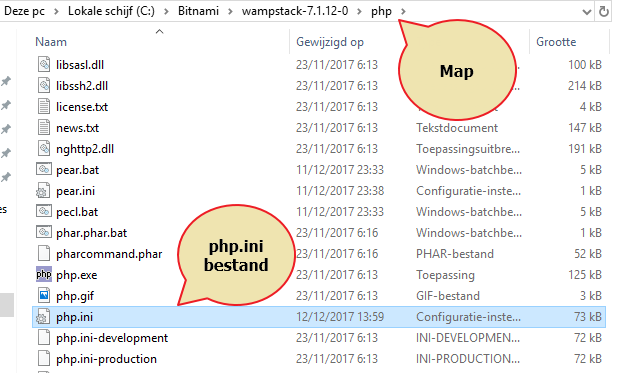 Deze pc > Lokale schijf (C:) > Bitnami > wampstack-7.1.12-0 > php >
Naam Gewijzigd op Grootte
Map
libsasl.dll 23/11/2017 6:13 100 kB
libssh2.dll 23/11/2017 6:13 214 kB
license.txt 23/11/2017 6:13 4 kB
news.txt 23/11/2017 6:13 Tekstdocument 147 kB
nghttp2.dll 23/11/2017 6:13 Toepassingsuitbre... 191 kB
pear.bat 11/12/2017 23:33 Windows-batchbe... 5 kB
pear.ini 11/12/2017 23:38 Configuratie-inste... 1 kB
pecl.bat 11/12/2017 23:33 Windows-batchbe... 5 kB
phar.phar.bat 23/11/2017 6:16 Windows-batchbe... 1 kB
php.ini
bestand
pharcommand.phar 23/11/2017 6:16 PHAR-bestand 52 kB
php php.exe 23/11/2017 6:13 Toepassing 125 kB
php.gif 23/11/2017 6:13 GIF-bestand 3 kB
php.ini 12/12/2017 13:59 Configuratie-inste... 73 kB
php.ini-development 23/11/2017 6:13 INI-DEVELOPMEN... 72 kB
php.ini-production 23/11/2017 6:13 INI-PRODUCTION... 72 kB